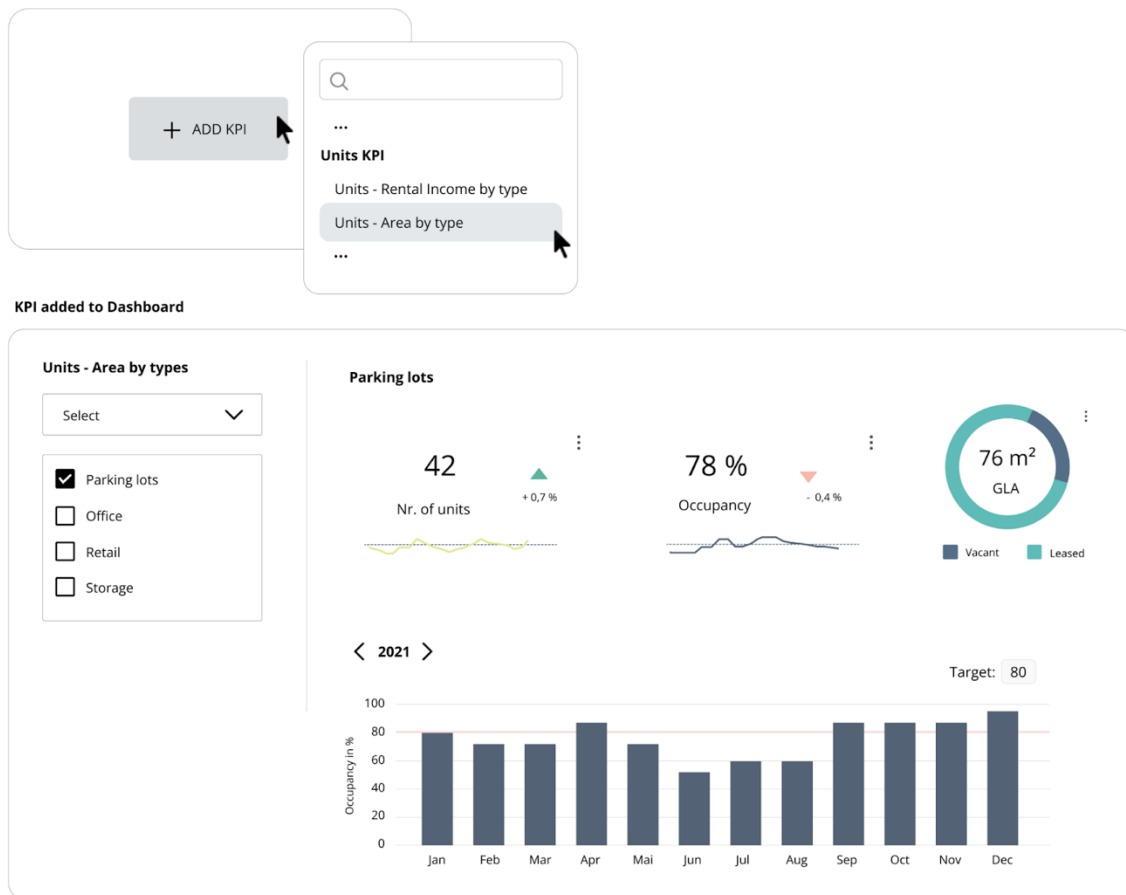 + ADD KPI
...
Units KPI
Units - Rental Income by type
Units - Area by type
...
KPI added to Dashboard
Units - Area by types
Select
Parking lots
Office
Retail
Storage
Parking lots
42
Nr. of units
+ 0,7 %
78 %
Occupancy
- 0,4 %
76 m²
GLA
Vacant
Leased
2021
Target: 80
Occupancy in %
100
80
60
40
20
0
Jan Feb Mar Apr Mai Jun Jul Aug Sep Oct Nov Dec